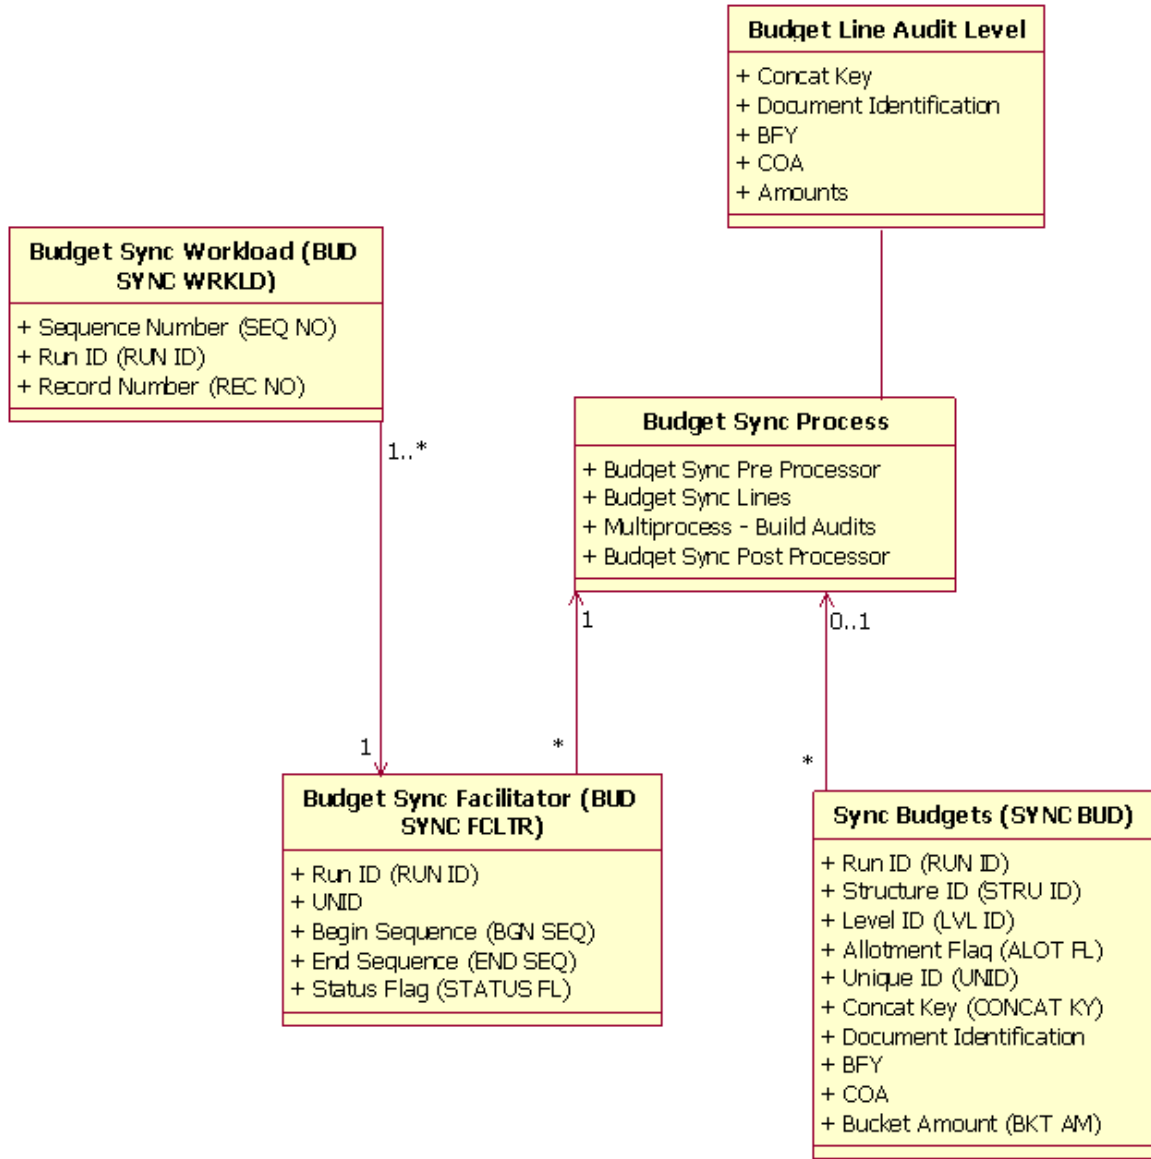 Budget Line Audit Level
+ Concat Key
+ Document Identification
+ BFY
+ COA
+ Amounts
Budget Sync Workload (BUD
SYNC WRKLD)
+ Sequence Number (SEQ NO)
+ Run ID (RUN ID)
+ Record Number (REC NO)
1..*
Budget Sync Process
+ Budget Sync Pre Processor
+ Budget Sync Lines
+ Multiprocess - Build Audits
+ Budget Sync Post Processor
1
0..1
1
*
*
Budget Sync Facilitator (BUD
SYNC FCLTR)
+ Run ID (RUN ID)
+ UNID
+ Begin Sequence (BGN SEQ)
+ End Sequence (END SEQ)
+ Status Flag (STATUS FL)
Sync Budgets (SYNC BUD)
+ Run ID (RUN ID)
+ Structure ID (STRU ID)
+ Level ID (LVL ID)
+ Allotment Flag (ALOT FL)
+ Unique ID (UNID)
+ Concat Key (CONCAT KY)
+ Document Identification
+ BFY
+ COA
+ Bucket Amount (BKT AM)